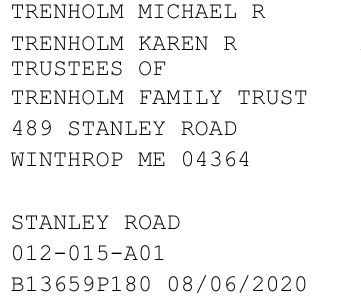 TRENHOLM MICHAEL R
TRENHOLM KAREN R
TRUSTEES OF
TRENHOLM FAMILY TRUST
489 STANLEY ROAD
WINTHROP ME 04364
STANLEY ROAD
012-015-A01
B13659P180 08/06/2020